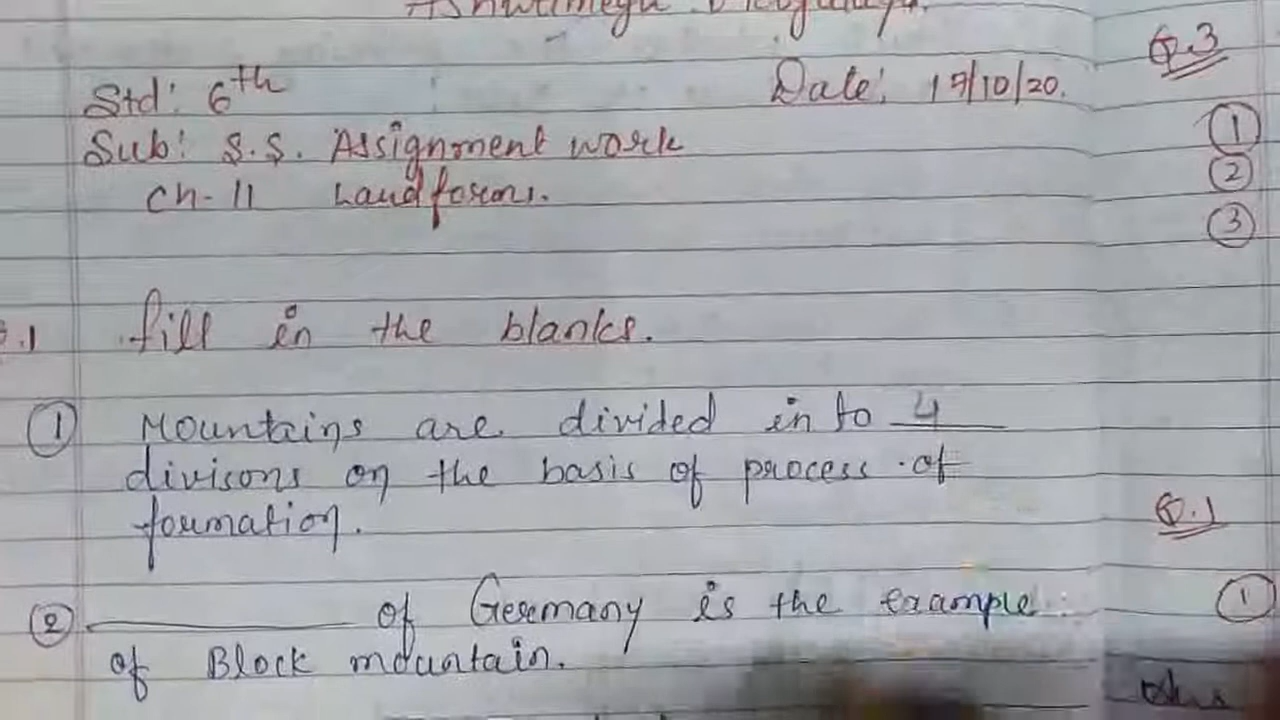 Q.3
Std: 6th Date: 17/10/20.
Sub: S.S. Assignment work
Ch-11 Landforms.
①
②
③
.1 fill in the blanks.
① Mountains are divided in to 4
divisons on the basis of process of
formation.
Q.1
② ________ of Germany is the example
of Block mountain.
①